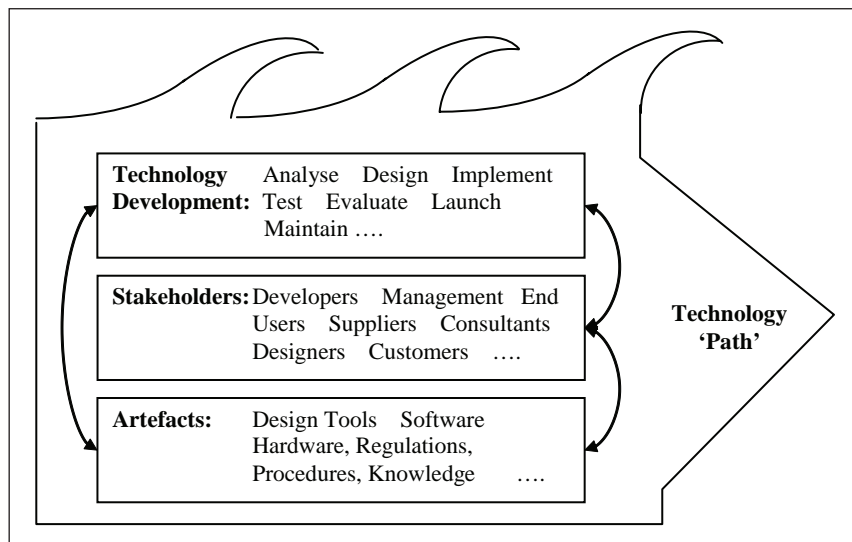 Technology Analyse Design Implement
Development: Test Evaluate Launch
Maintain ….
Stakeholders: Developers Management End
Users Suppliers Consultants
Designers Customers ….
Artefacts: Design Tools Software
Hardware, Regulations,
Procedures, Knowledge ….
Technology
‘Path’